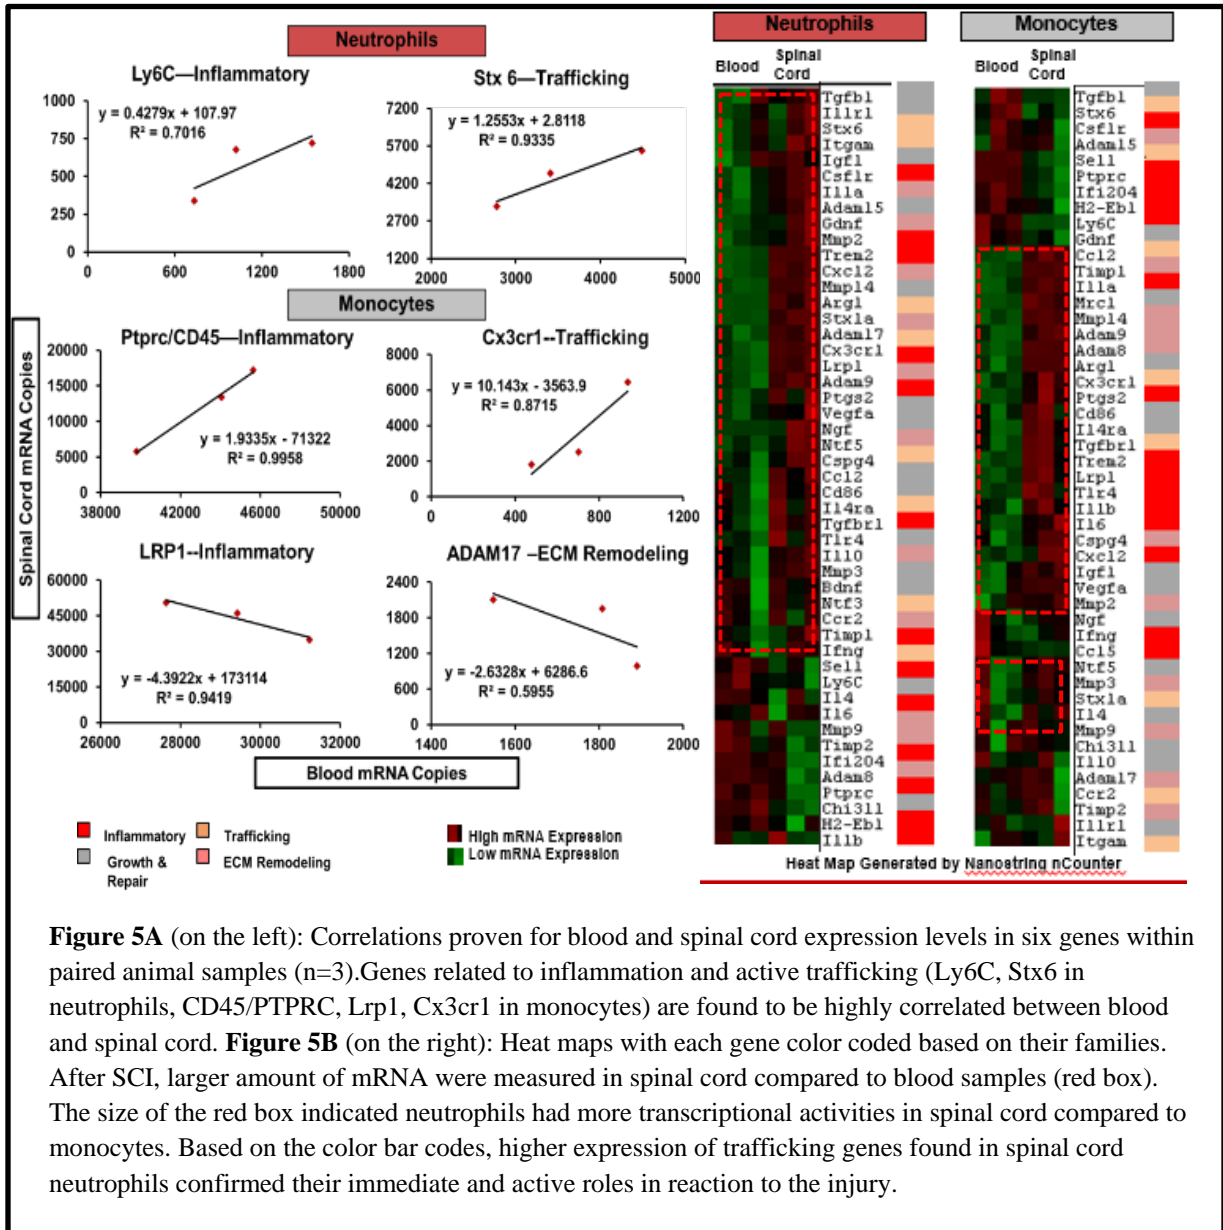 Neutrophils
Ly6C—Inflammatory
1000
750
500
250
0
y = 0.4279x + 107.97
R² = 0.7016
0 600 1200 1800
Stx 6—Trafficking
7200
5700
4200
2700
1200
y = 1.2553x + 2.8118
R² = 0.9335
2000 3000 4000 5000
Monocytes
Spinal Cord mRNA Copies
Ptprc/CD45—Inflammatory
20000
15000
10000
5000
0
y = 1.9335x - 71322
R² = 0.9958
38000 42000 46000 50000
Cx3cr1--Trafficking
8000
6000
4000
2000
0
y = 10.143x - 3563.9
R² = 0.8715
0 400 800 1200
LRP1--Inflammatory
60000
45000
30000
15000
0
y = -4.3922x + 173114
R² = 0.9419
26000 28000 30000 32000
ADAM17 –ECM Remodeling
2400
1800
1200
600
0
y = -2.6328x + 6286.6
R² = 0.5955
1400 1600 1800 2000
Blood mRNA Copies
Inflammatory
Trafficking
Growth &
Repair
ECM Remodeling
High mRNA Expression
Low mRNA Expression
Neutrophils
Blood
Spinal
Cord
Tgfb1
Il1r1
Stx6
Itgam
Igf1
Csf1r
Il1a
Adam15
Gdnf
Mmp2
Trem2
Cxcl2
Mmp14
Arg1
Stx1a
Adam17
Cx3cr1
Lrp1
Adam9
Ptgs2
Vegfa
Ngf
Ntf5
Cspg4
Ccl2
Cd86
Il4ra
Tgfbr1
Tlr4
Il10
Mmp3
Bdnf
Ntf3
Ccr2
Timp1
Ifng
Sell
Ly6C
Il4
Il6
Mmp9
Timp2
Ifi204
Adam8
Ptprc
Chi3l1
H2-Eb1
Il1b
Monocytes
Blood
Spinal
Cord
Tgfb1
Stx6
Csf1r
Adam15
Sell
Ptprc
Ifi204
H2-Eb1
Ly6C
Gdnf
Ccl2
Timp1
Il1a
Mrc1
Mmp14
Adam9
Adam8
Arg1
Cx3cr1
Ptgs2
Cd86
Il4ra
Tgfbr1
Trem2
Lrp1
Tlr4
Il1b
Il6
Cspg4
Cxcl2
Igf1
Vegfa
Mmp2
Ngf
Ifng
Ccl5
Ntf5
Mmp3
Stx1a
Il4
Mmp9
Chi3l1
Il10
Adam17
Ccr2
Timp2
Il1r1
Itgam
Heat Map Generated by Nanostring nCounter
Figure 5A (on the left): Correlations proven for blood and spinal cord expression levels in six genes within
paired animal samples (n=3).Genes related to inflammation and active trafficking (Ly6C, Stx6 in
neutrophils, CD45/PTPRC, Lrp1, Cx3cr1 in monocytes) are found to be highly correlated between blood
and spinal cord. Figure 5B (on the right): Heat maps with each gene color coded based on their families.
After SCI, larger amount of mRNA were measured in spinal cord compared to blood samples (red box).
The size of the red box indicated neutrophils had more transcriptional activities in spinal cord compared to
monocytes. Based on the color bar codes, higher expression of trafficking genes found in spinal cord
neutrophils confirmed their immediate and active roles in reaction to the injury.